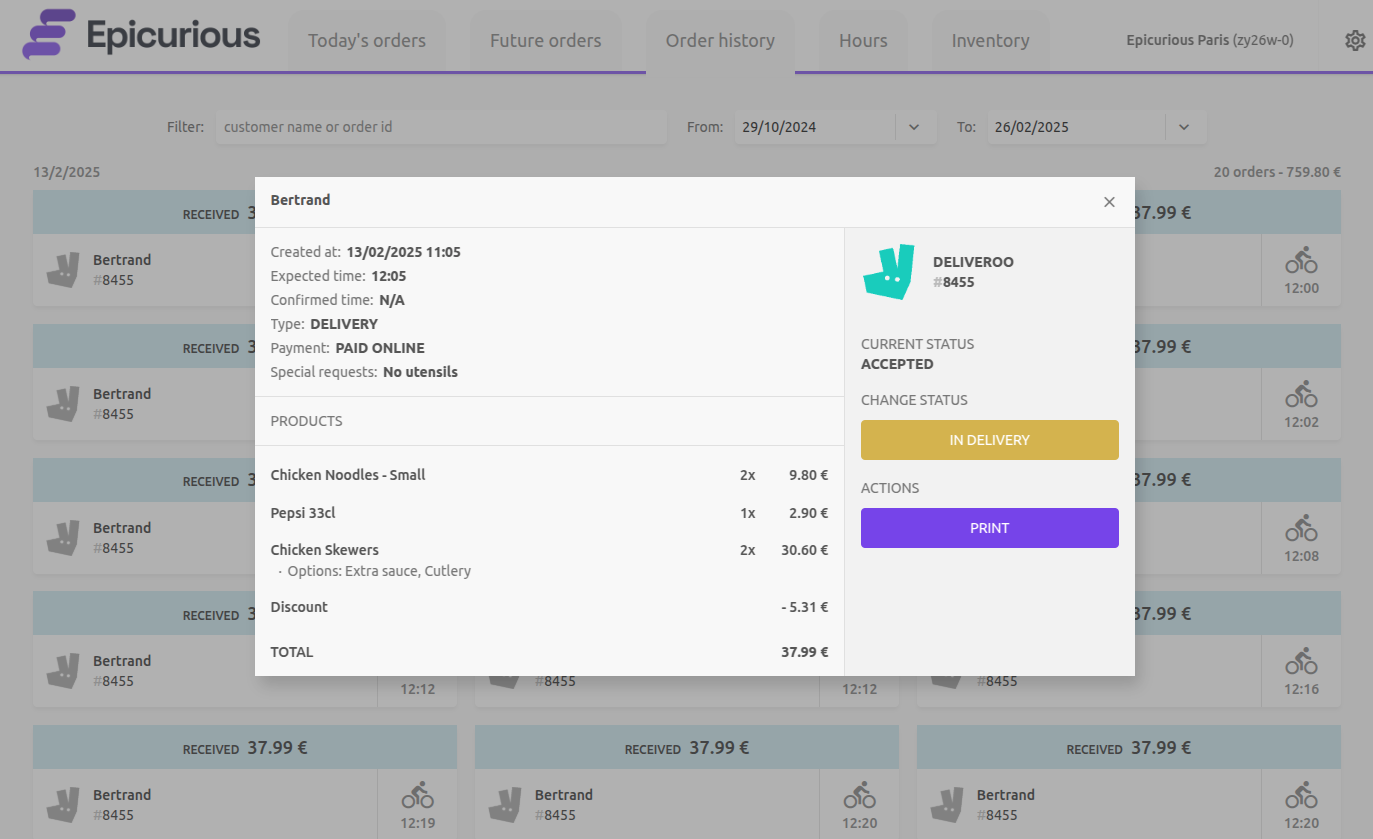 Epicurious
Today's orders
Future orders
Order history
Hours
Inventory
Epicurious Paris (zy26w-0)
Filter: customer name or order id
From: 29/10/2024
To: 26/02/2025
13/2/2025
20 orders - 759.80 €
RECEIVED 3
37.99 €
Bertrand
#8455
12:00
RECEIVED 3
37.99 €
Bertrand
#8455
12:02
RECEIVED 3
37.99 €
Bertrand
#8455
12:08
RECEIVED 3
37.99 €
Bertrand
#8455
12:12
#8455
12:12
#8455
12:16
RECEIVED 37.99 €
Bertrand
#8455
12:19
RECEIVED 37.99 €
Bertrand
#8455
12:20
RECEIVED 37.99 €
Bertrand
#8455
12:20
Bertrand
Created at: 13/02/2025 11:05
Expected time: 12:05
Confirmed time: N/A
Type: DELIVERY
Payment: PAID ONLINE
Special requests: No utensils
PRODUCTS
Chicken Noodles - Small 2x 9.80 €
Pepsi 33cl 1x 2.90 €
Chicken Skewers 2x 30.60 €
· Options: Extra sauce, Cutlery
Discount - 5.31 €
TOTAL 37.99 €
DELIVEROO
#8455
CURRENT STATUS
ACCEPTED
CHANGE STATUS
IN DELIVERY
ACTIONS
PRINT